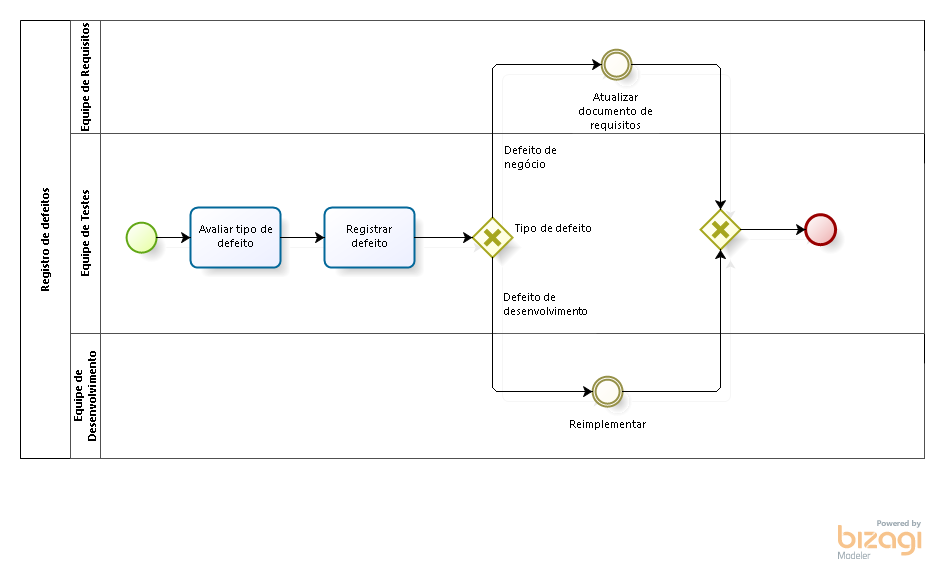 Registro de defeitos
Equipe de Requisitos
Atualizar
documento de
requisitos
Equipe de Testes
Avaliar tipo de
defeito
Registrar
defeito
Defeito de
negócio
Tipo de defeito
Defeito de
desenvolvimento
Equipe de
Desenvolvimento
Reimplementar
Powered by
bizagi
Modeler